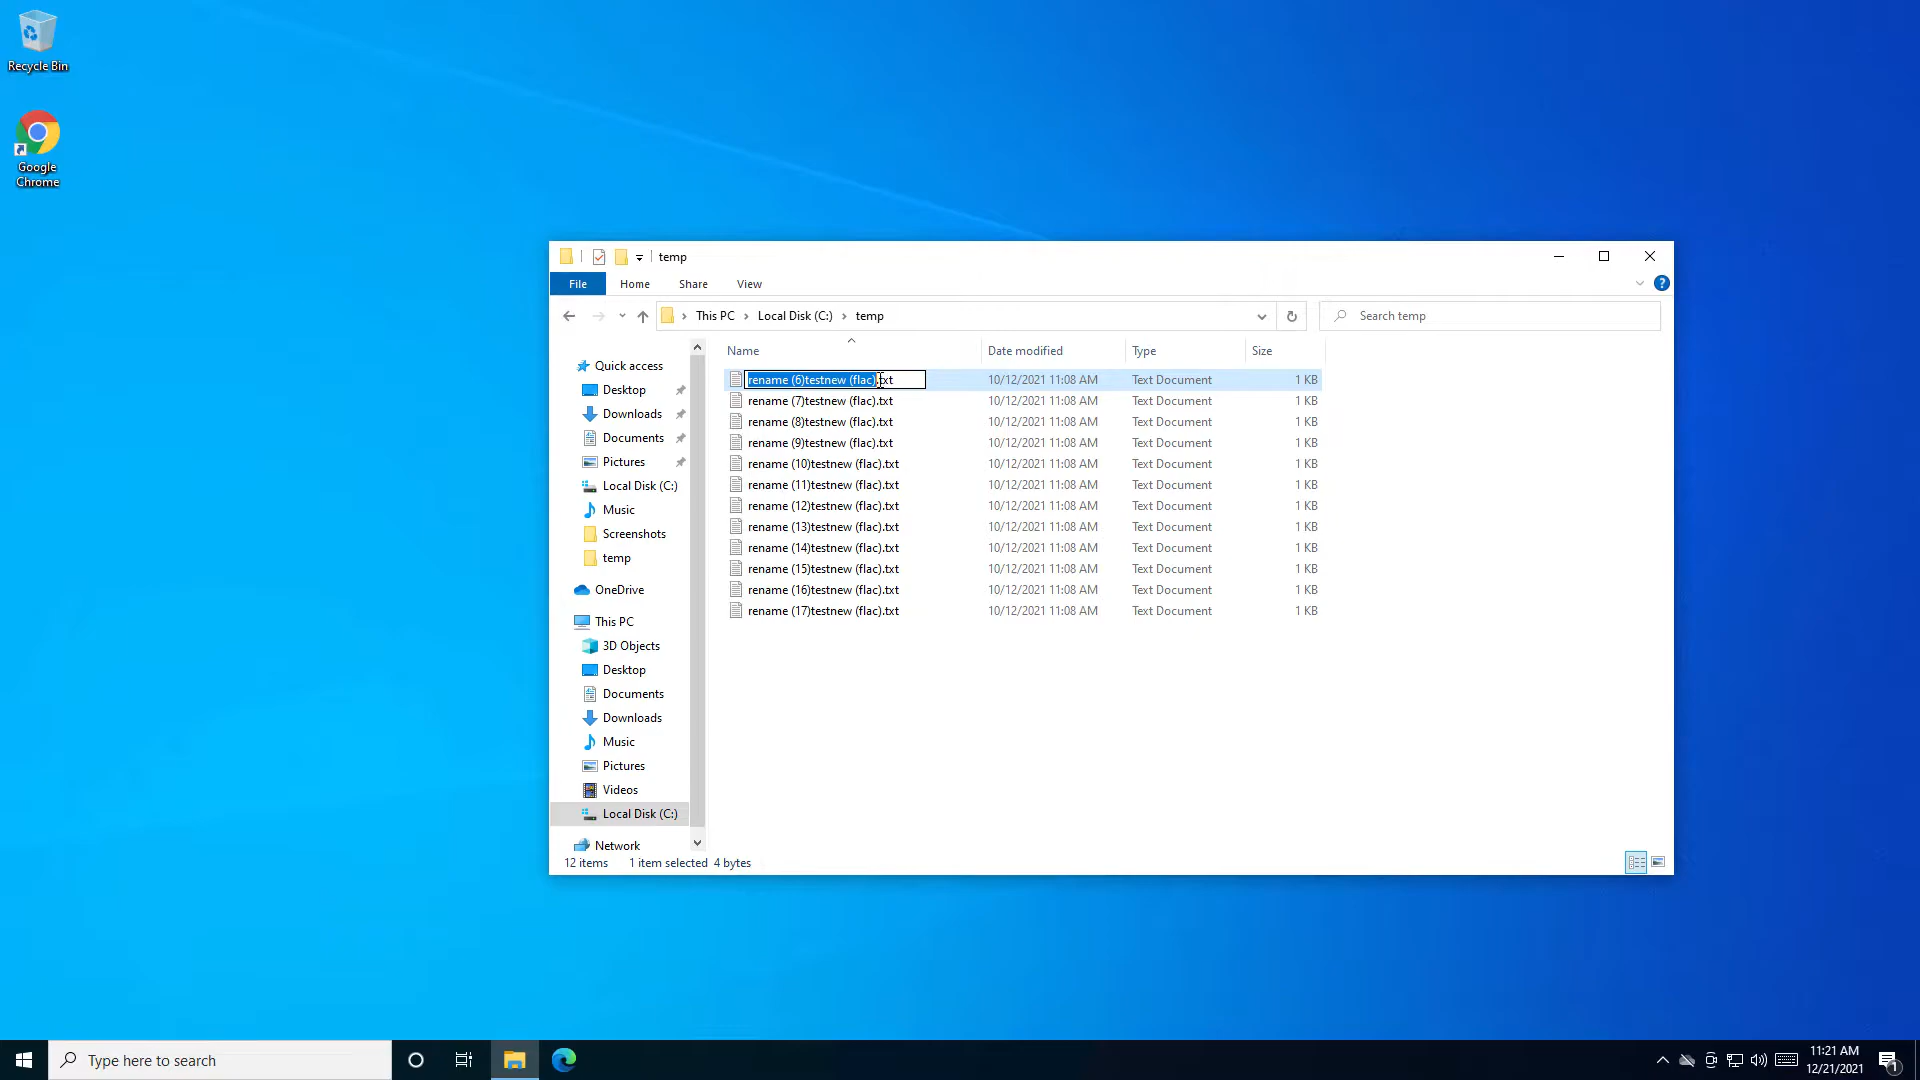 Recycle Bin
Google
Chrome
temp
File Home Share View
This PC Local Disk (C:) temp
Search temp
Name Date modified Type Size
Quick access
Desktop
Downloads
Documents
Pictures
Local Disk (C:)
Music
Screenshots
temp
OneDrive
This PC
3D Objects
Desktop
Documents
Downloads
Music
Pictures
Videos
Local Disk (C:)
Network
rename (6)testnew (flac).txt 10/12/2021 11:08 AM Text Document 1 KB
rename (7)testnew (flac).txt 10/12/2021 11:08 AM Text Document 1 KB
rename (8)testnew (flac).txt 10/12/2021 11:08 AM Text Document 1 KB
rename (9)testnew (flac).txt 10/12/2021 11:08 AM Text Document 1 KB
rename (10)testnew (flac).txt 10/12/2021 11:08 AM Text Document 1 KB
rename (11)testnew (flac).txt 10/12/2021 11:08 AM Text Document 1 KB
rename (12)testnew (flac).txt 10/12/2021 11:08 AM Text Document 1 KB
rename (13)testnew (flac).txt 10/12/2021 11:08 AM Text Document 1 KB
rename (14)testnew (flac).txt 10/12/2021 11:08 AM Text Document 1 KB
rename (15)testnew (flac).txt 10/12/2021 11:08 AM Text Document 1 KB
rename (16)testnew (flac).txt 10/12/2021 11:08 AM Text Document 1 KB
rename (17)testnew (flac).txt 10/12/2021 11:08 AM Text Document 1 KB
12 items 1 item selected 4 bytes
Type here to search
11:21 AM
12/21/2021
1